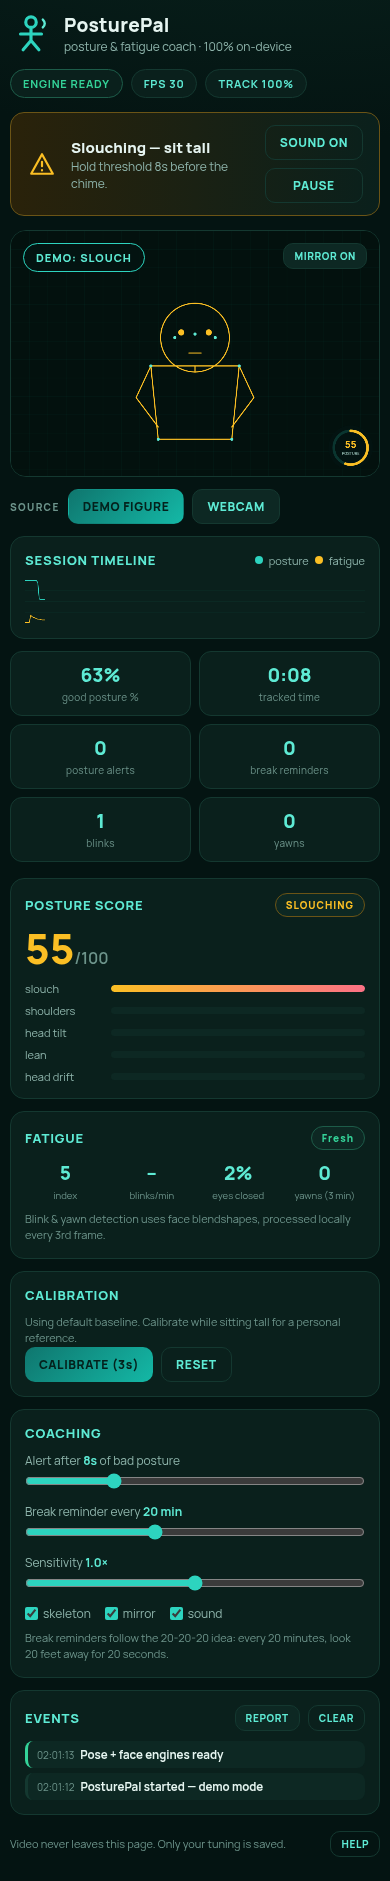 PosturePal
posture & fatigue coach · 100% on-device
ENGINE READY
FPS 30
TRACK 100%
Slouching — sit tall
Hold threshold 8s before the
chime.
SOUND ON
PAUSE
DEMO: SLOUCH
MIRROR ON
55
POSTURE
SOURCE
DEMO FIGURE
WEBCAM
SESSION TIMELINE
posture
fatigue
63%
good posture %
0:08
tracked time
0
posture alerts
0
break reminders
1
blinks
0
yawns
POSTURE SCORE
SLOUCHING
55/100
slouch
shoulders
head tilt
lean
head drift
FATIGUE
Fresh
5
index
–
blinks/min
2%
eyes closed
0
yawns (3 min)
Blink & yawn detection uses face blendshapes, processed locally
every 3rd frame.
CALIBRATION
Using default baseline. Calibrate while sitting tall for a personal
reference.
CALIBRATE (3s)
RESET
COACHING
Alert after 8s of bad posture
Break reminder every 20 min
Sensitivity 1.0×
skeleton
mirror
sound
Break reminders follow the 20-20-20 idea: every 20 minutes, look
20 feet away for 20 seconds.
EVENTS
REPORT
CLEAR
02:01:13 Pose + face engines ready
02:01:12 PosturePal started — demo mode
Video never leaves this page. Only your tuning is saved.
HELP